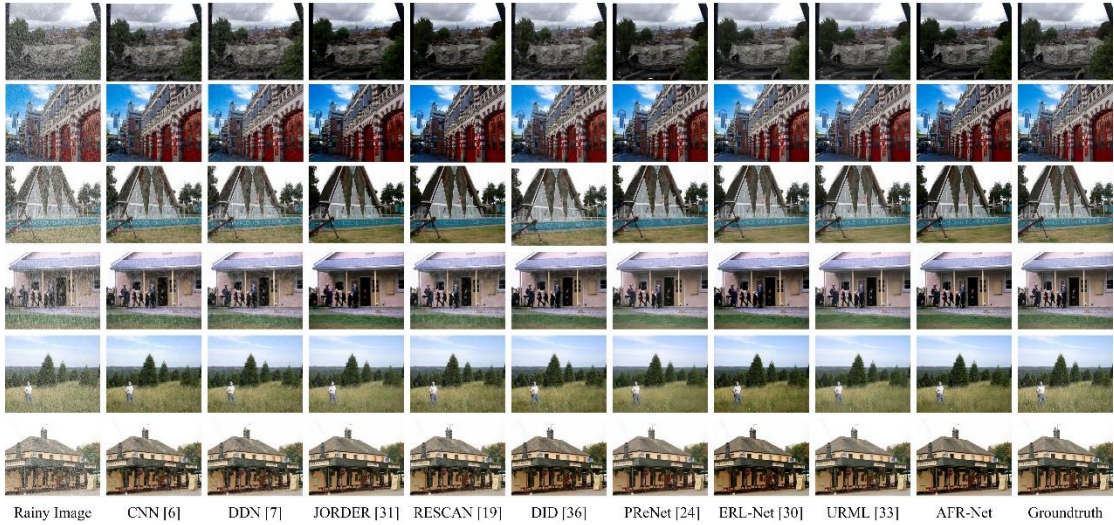 Rainy Image CNN [6] DDN [7] JORDER [31] RESCAN [19] DID [36] PReNet [24] ERL-Net [30] URML [33] AFR-Net Groundtruth